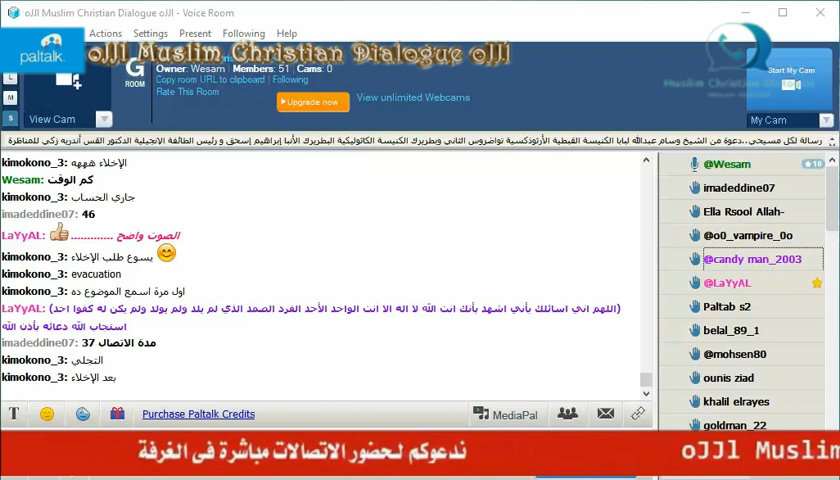 oJJl Muslim Christian Dialogue oJJl - Voice Room
Actions Settings Present Following Help
paltalk.
oJJl Muslim Christian Dialogue oJJl
G
ROOM
Owner: Wesam Members: 51 Cams: 0
Copy room URL to clipboard | Following
Rate This Room
Upgrade now
View unlimited Webcams
L
M
S
View Cam
Start My Cam
Muslim Christian Dialogue
My Cam
رسالة لكل مسيحي..دعوة من الشيخ وسام عبدالله لبابا الكنيسة القبطية الأرثوذكسية تواضروس الثاني وبطريرك الكنيسة الكاثوليكية البطريرك الأنبا إبراهيم إسحق و رئيس الطائفة الانجيلية الدكتور القس أندريه زكي للمناظرة
kimokono_3: الإخلاء هههه
Wesam: كم الوقت
kimokono_3: جاري الحساب
imadeddine07: 46
LaYyAL: الصوت واضح .............
kimokono_3: يسوع طلب الإخلاء
kimokono_3: evacuation
kimokono_3: اول مرة اسمع الموضوع ده
LaYyAL: (اللهم اني اسائلك بأني اشهد بأنك انت الله لا اله الا انت الواحد الأحد الفرد الصمد الذي لم يلد ولم يولد ولم يكن له كفوا احد)
استجاب الله دعائه بأذن الله
imadeddine07: مدة الاتصال 37
kimokono_3: التجلي
kimokono_3: بعد الإخلاء
@Wesam
10
imadeddine07
Ella Rsool Allah-
@o0_vampire_0o
@candy man_2003
@LaYyAL
Paltab s2
belal_89_1
@mohsen80
ounis ziad
khalil elrayes
goldman_22
T
Purchase Paltalk Credits
MediaPal
ندعوكم لحضور الاتصالات مباشرة فى الغرفة
oJJl Muslim